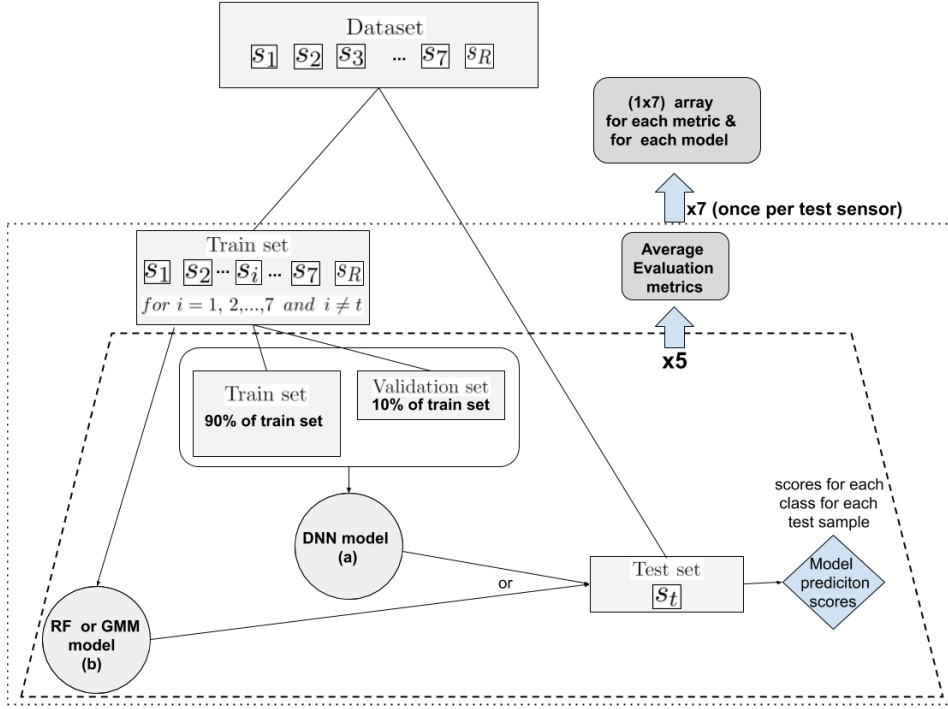 Dataset
s1 s2 s3 ... s7 sR
(1x7) array
for each metric &
for each model
x7 (once per test sensor)
Train set
s1 s2 ... si ... s7 sR
for i = 1, 2,...,7 and i ≠ t
Average
Evaluation
metrics
x5
Train set
90% of train set
Validation set
10% of train set
scores for each
class for each
test sample
DNN model
(a)
or
Test set
st
Model
prediciton
scores
RF or GMM
model
(b)